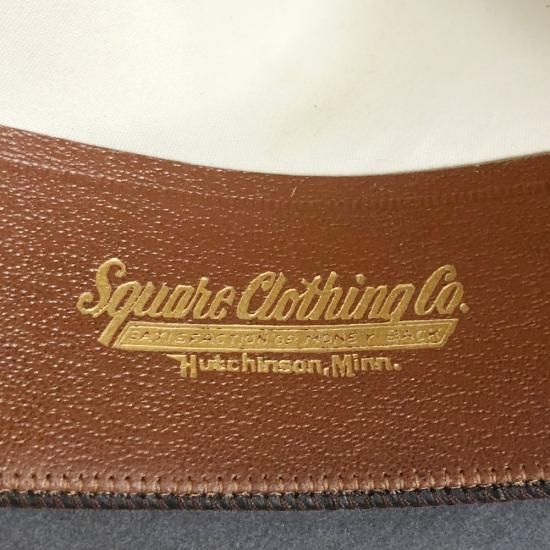 Square Clothing Co.
SATISFACTION OR MONEY BACK
Hutchinson, Minn.